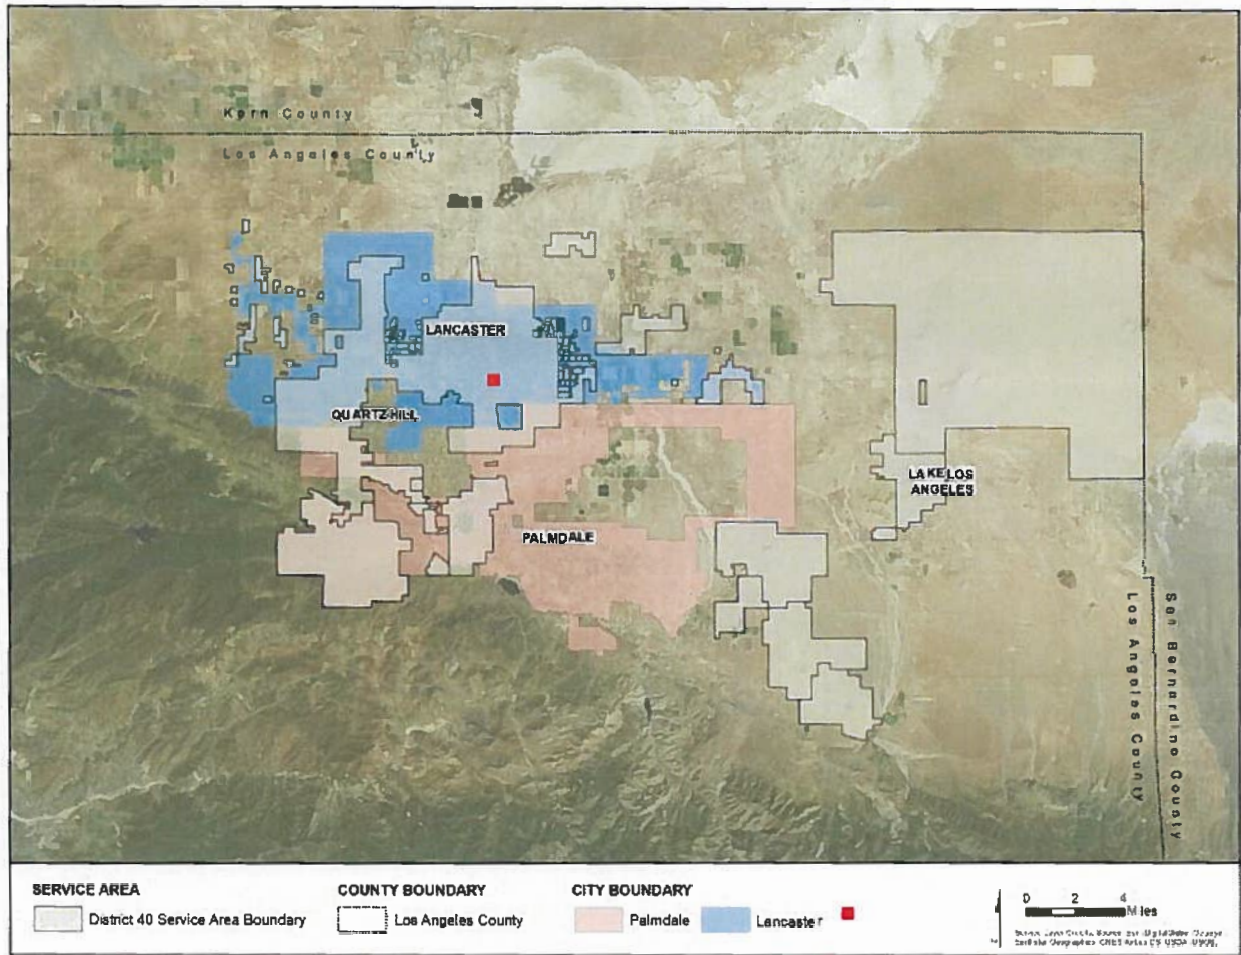 Kern County
Los Angeles County
LANCASTER
QUARTZ HILL
LAKE LOS
ANGELES
PALMDALE
Los Angeles County
San Bernardino County
SERVICE AREA
District 40 Service Area Boundary
COUNTY BOUNDARY
Los Angeles County
CITY BOUNDARY
Palmdale
Lancaster
0 2 4
Miles